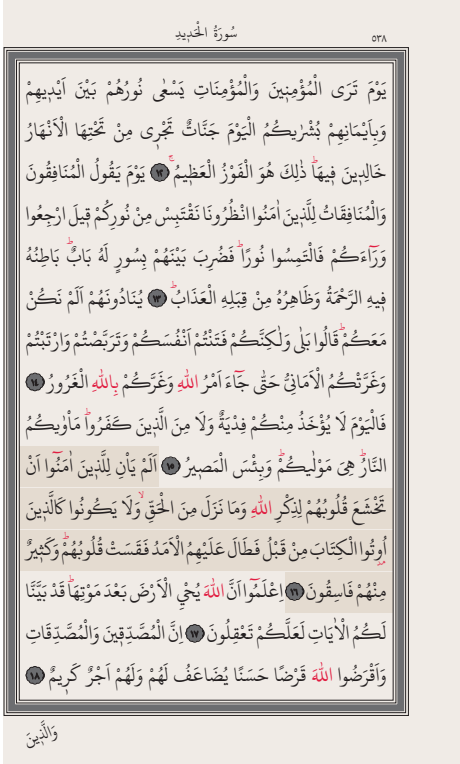 سُورَةُ الْحَدِيدِ ٥٣٨
يَوْمَ تَرَى الْمُؤْمِنِينَ وَالْمُؤْمِنَاتِ يَسْعٰى نُورُهُمْ بَيْنَ اَيْدِيهِمْ
وَبِاَيْمَانِهِمْ بُشْرٰيكُمُ الْيَوْمَ جَنَّاتٌ تَجْرِى مِنْ تَحْتِهَا الْاَنْهَارُ
خَالِدِينَ فِيهَاۜ ذٰلِكَ هُوَ الْفَوْزُ الْعَظِيمُۚ ١٢ يَوْمَ يَقُولُ الْمُنَافِقُونَ
وَالْمُنَافِقَاتُ لِلَّذِينَ اٰمَنُوا انْظُرُونَا نَقْتَبِسْ مِنْ نُورِكُمْۚ قِيلَ ارْجِعُوا
وَرَٓاءَكُمْ فَالْتَمِسُوا نُورًاۜ فَضُرِبَ بَيْنَهُمْ بِسُورٍ لَهُ بَابٌۜ بَاطِنُهُ
فِيهِ الرَّحْمَةُ وَظَاهِرُهُ مِنْ قِبَلِهِ الْعَذَابُۜ ١٣ يُنَادُونَهُمْ اَلَمْ نَكُنْ
مَعَكُمْۜ قَالُوا بَلٰى وَلٰكِنَّكُمْ فَتَنْتُمْ اَنْفُسَكُمْ وَتَرَبَّصْتُمْ وَارْتَبْتُمْ
وَغَرَّتْكُمُ الْاَمَانِىُّ حَتّٰى جَٓاءَ اَمْرُ اللّٰهِ وَغَرَّكُمْ بِاللّٰهِ الْغَرُورُ ١٤
فَالْيَوْمَ لَا يُؤْخَذُ مِنْكُمْ فِدْيَةٌ وَلَا مِنَ الَّذِينَ كَفَرُواۜ مَأْوٰيكُمُ
النَّارُۜ هِىَ مَوْلٰيكُمْۜ وَبِئْسَ الْمَصِيرُ ١٥ اَلَمْ يَاْنِ لِلَّذِينَ اٰمَنُٓوا اَنْ
تَخْشَعَ قُلُوبُهُمْ لِذِكْرِ اللّٰهِ وَمَا نَزَلَ مِنَ الْحَقِّۙ وَلَا يَكُونُوا كَالَّذِينَ
اُو۫تُوا الْكِتَابَ مِنْ قَبْلُ فَطَالَ عَلَيْهِمُ الْاَمَدُ فَقَسَتْ قُلُوبُهُمْۜ وَكَثِيرٌ
مِنْهُمْ فَاسِقُونَ ١٦ اِعْلَمُٓوا اَنَّ اللّٰهَ يُحْىِ الْاَرْضَ بَعْدَ مَوْتِهَاۜ قَدْ بَيَّنَّا
لَكُمُ الْاٰيَاتِ لَعَلَّكُمْ تَعْقِلُونَ ١٧ اِنَّ الْمُصَّدِّقِينَ وَالْمُصَّدِّقَاتِ
وَاَقْرَضُوا اللّٰهَ قَرْضًا حَسَنًا يُضَاعَفُ لَهُمْ وَلَهُمْ اَجْرٌ كَرِيمٌ ١٨
وَالَّذِينَ